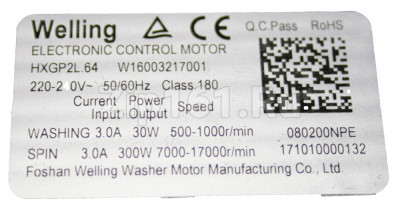 Welling CE Q.C.Pass RoHS
ELECTRONIC CONTROL MOTOR
HXGP2L.64 W16003217001
220-2 0V~ 50/60Hz Class 180
Current Power Speed
Input Output
WASHING 3.0A 30W 500-1000r/min 080200NPE
SPIN 3.0A 300W 7000-17000r/min 171010000132
Foshan Welling Washer Motor Manufacturing Co., Ltd.